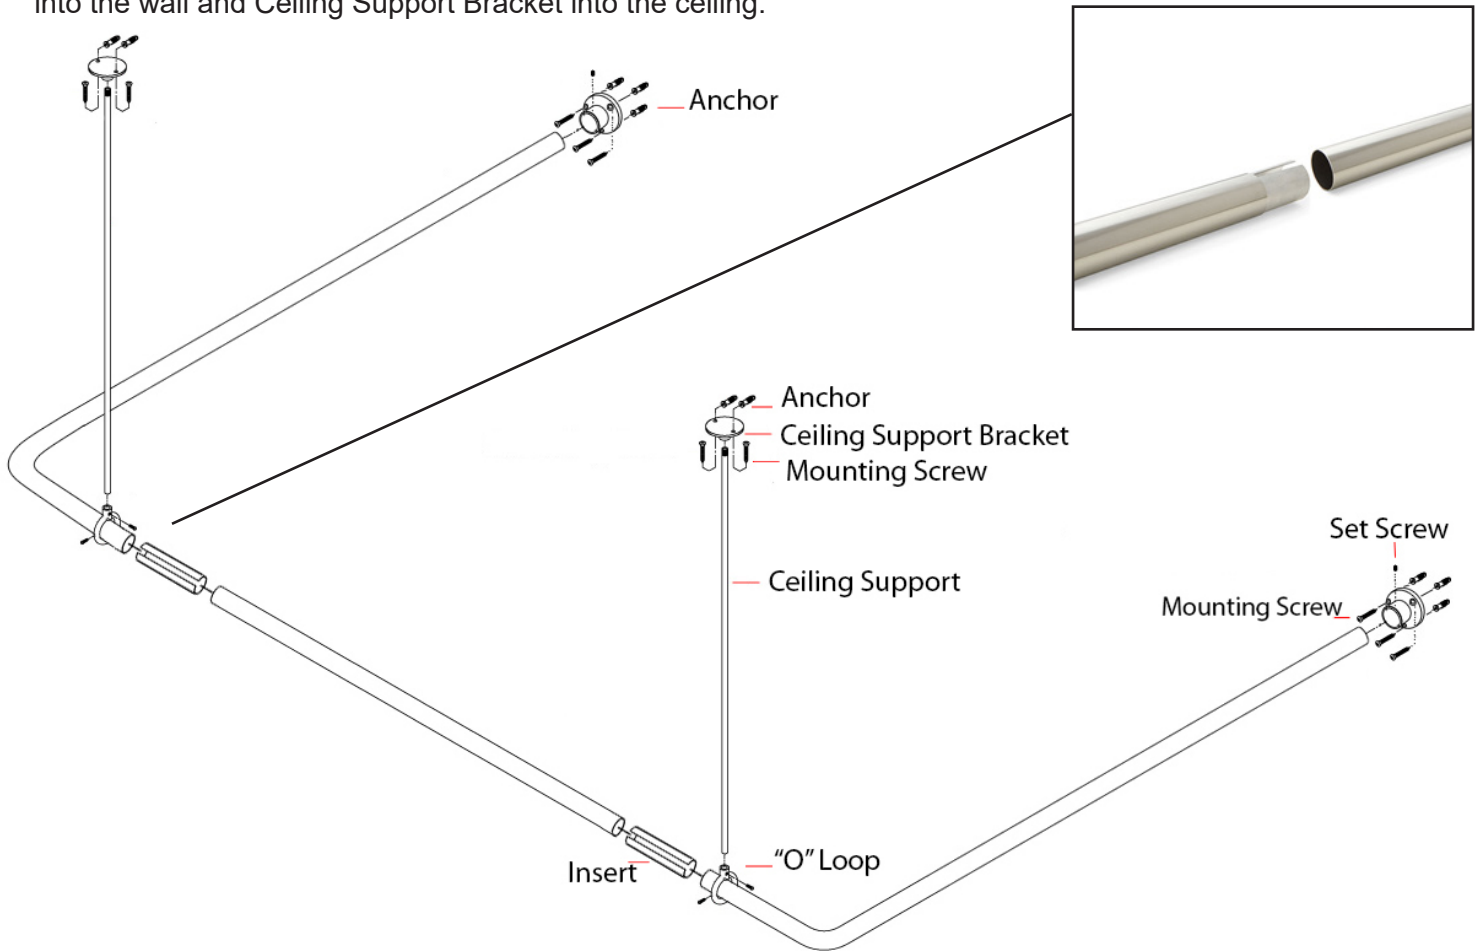 into the wall and Ceiling Support Bracket into the ceiling.
Anchor
Anchor
Ceiling Support Bracket
Mounting Screw
Set Screw
Ceiling Support
Mounting Screw
“O” Loop
Insert